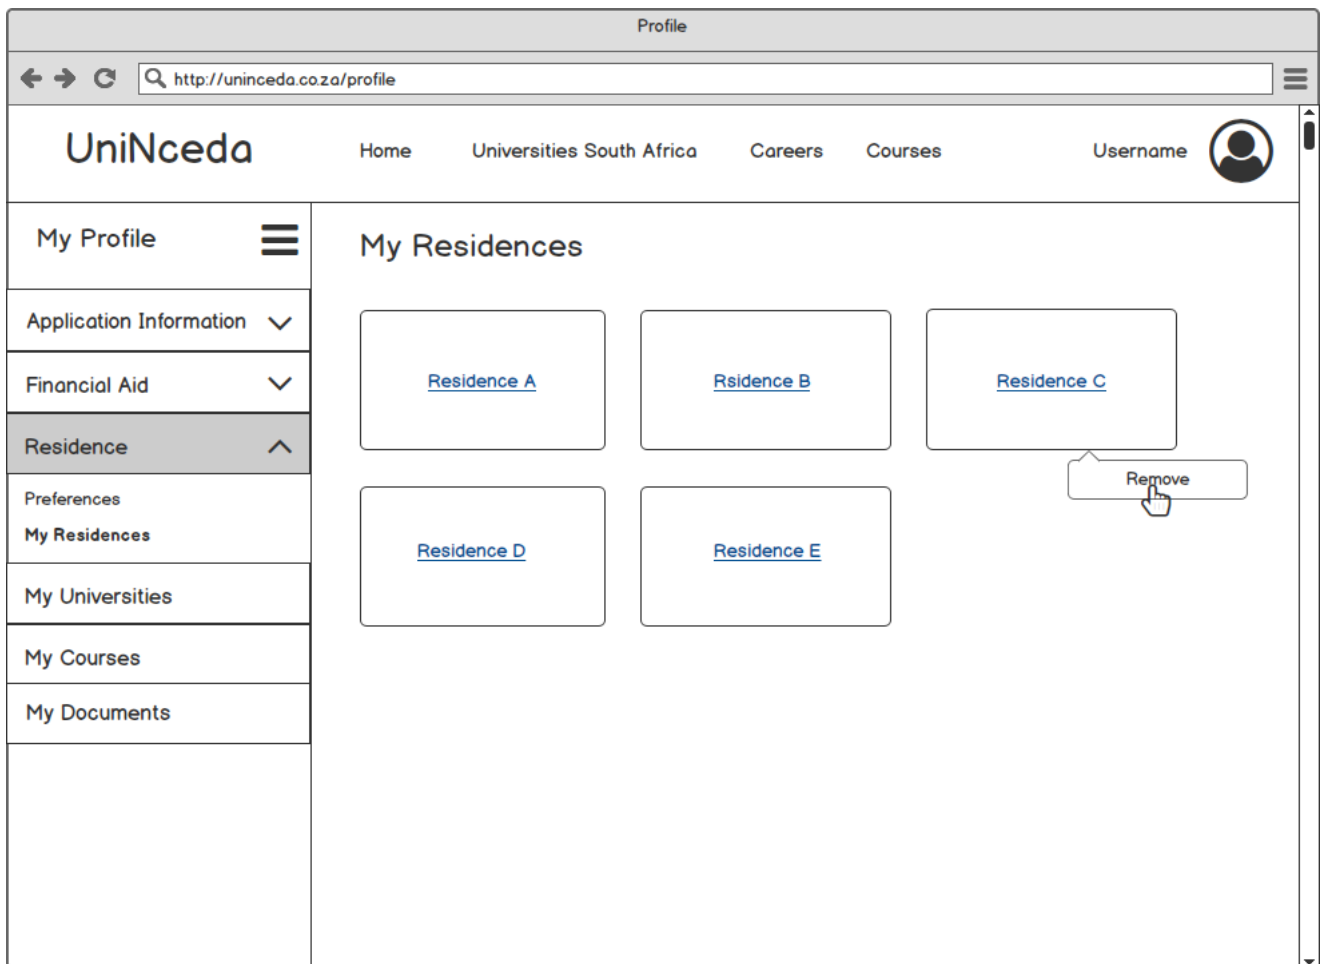 Profile
http://uninceda.co.za/profile
UniNceda
Home Universities South Africa Careers Courses Username
My Profile
Application Information
Financial Aid
Residence
Preferences
My Residences
My Universities
My Courses
My Documents
My Residences
Residence A Rsidence B Residence C
Remove
Residence D Residence E